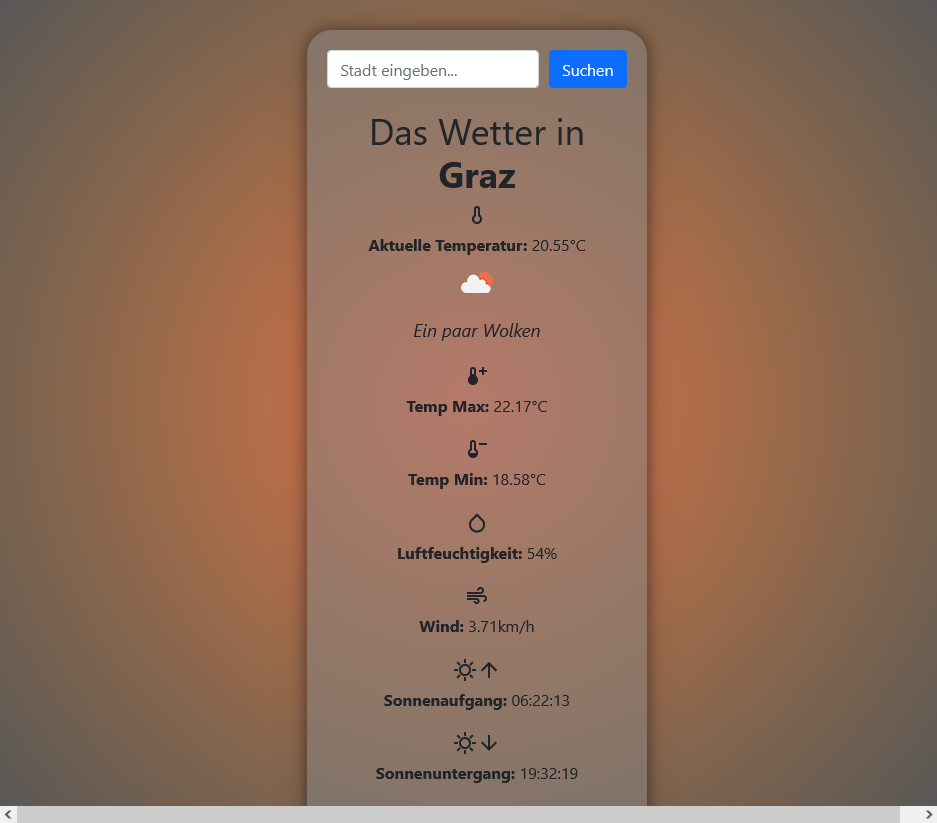 Stadt eingeben...
Suchen
Das Wetter in
Graz
Aktuelle Temperatur: 20.55°C
Ein paar Wolken
Temp Max: 22.17°C
Temp Min: 18.58°C
Luftfeuchtigkeit: 54%
Wind: 3.71km/h
Sonnenaufgang: 06:22:13
Sonnenuntergang: 19:32:19